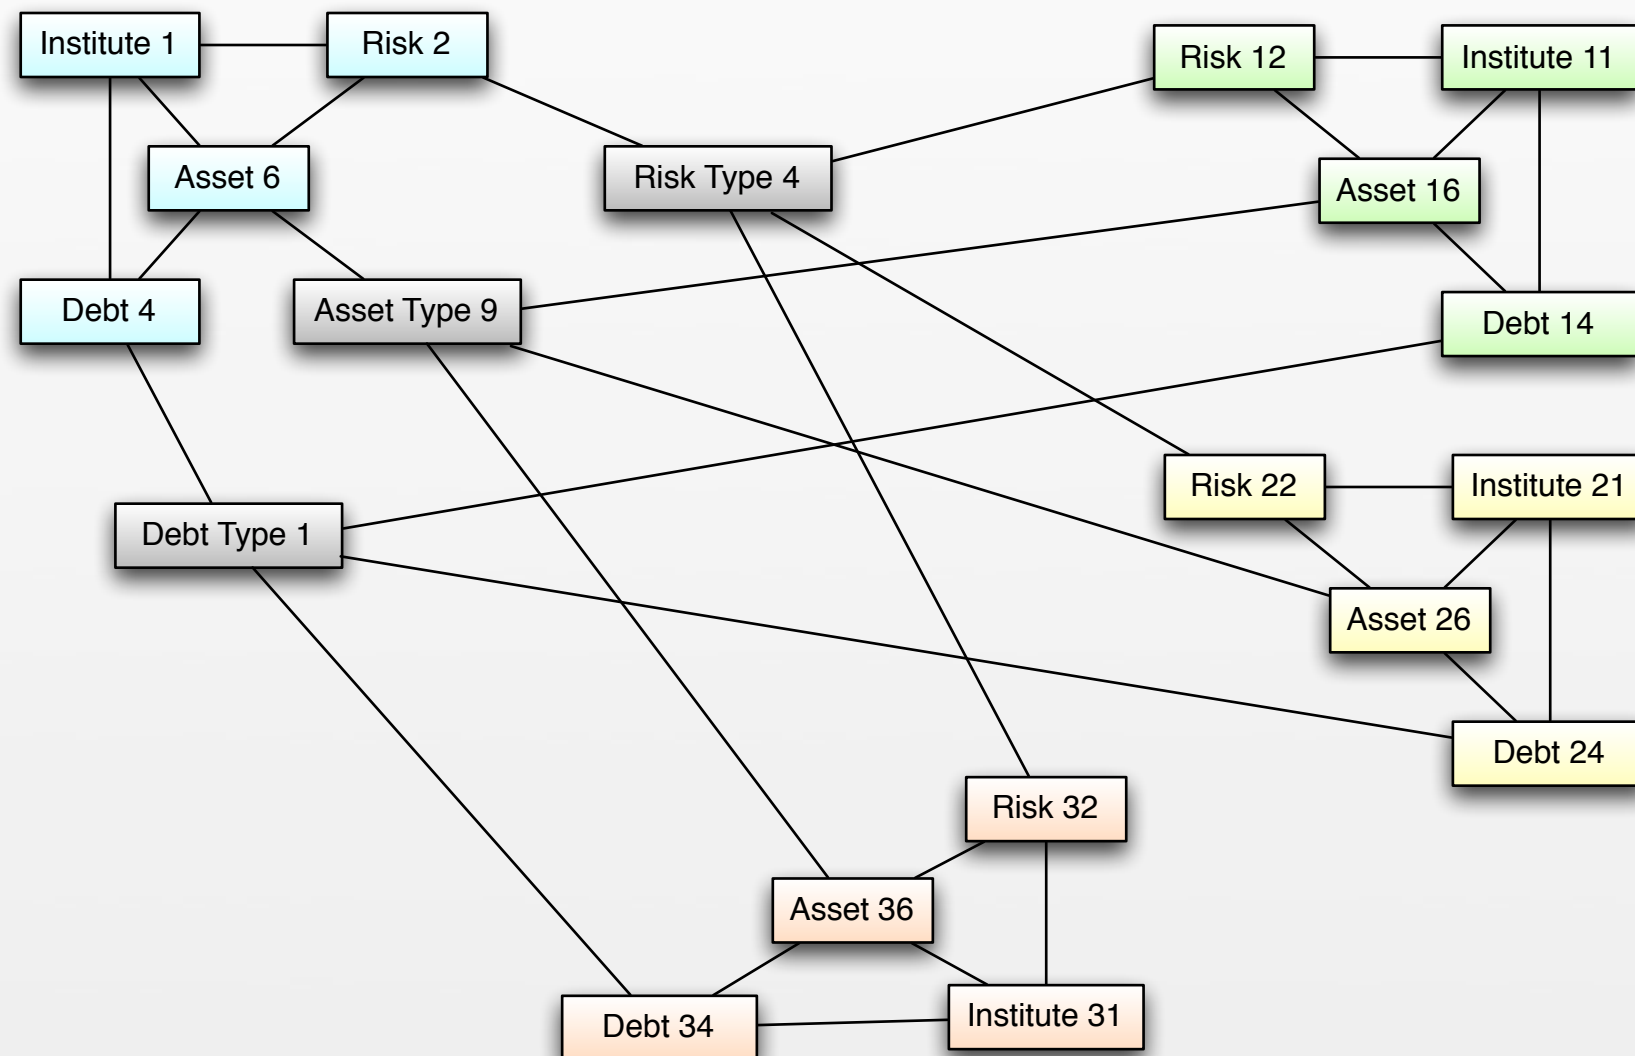 Institute 1
Risk 2
Risk 12
Institute 11
Asset 6
Risk Type 4
Asset 16
Debt 4
Asset Type 9
Debt 14
Risk 22
Institute 21
Debt Type 1
Asset 26
Debt 24
Risk 32
Asset 36
Institute 31
Debt 34